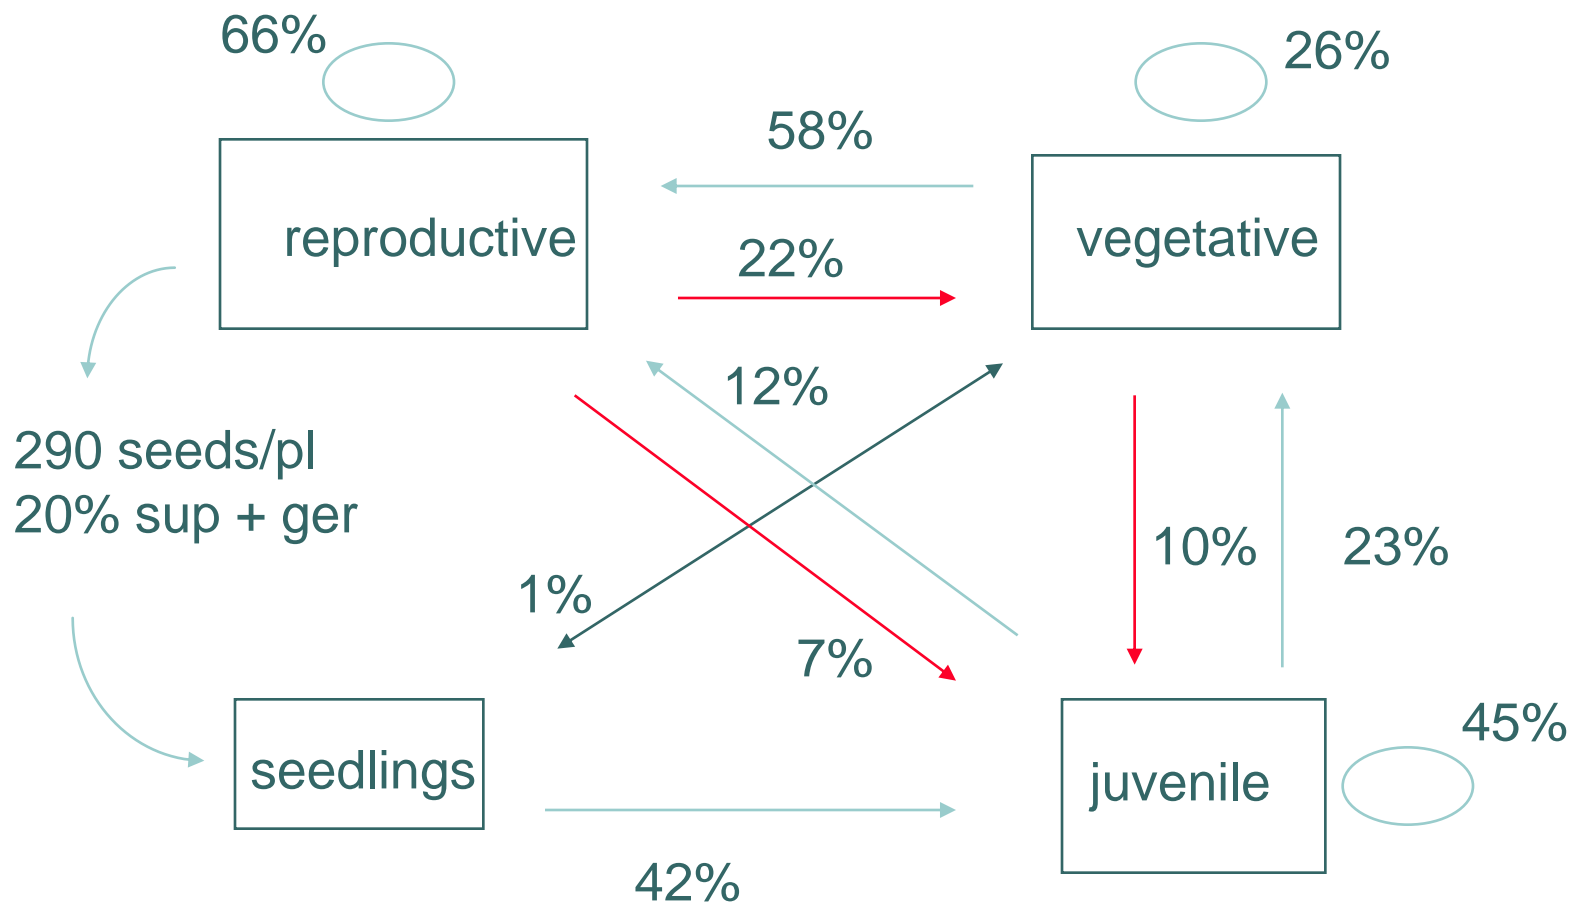 66%
26%
58%
reproductive
vegetative
22%
12%
290 seeds/pl
20% sup + ger
10%
23%
1%
7%
45%
seedlings
juvenile
42%